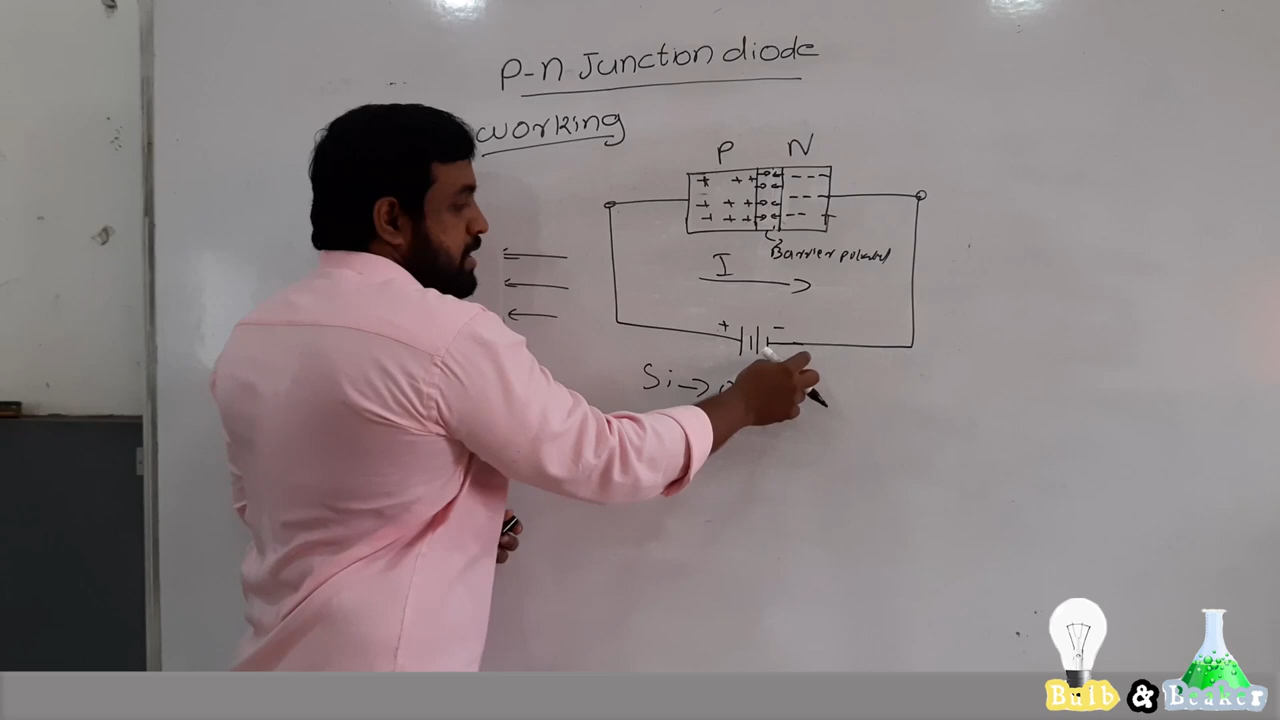 P-n Junction diode
working
P N
+ + + - - -
+ + + - - -
+ + + - - +
Barrier potential
I
+ -
Si →
Bulb & Beaker